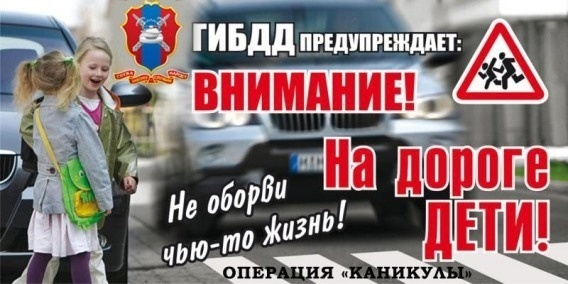 ГИБДД ПРЕДУПРЕЖДАЕТ:
ВНИМАНИЕ!
На дороге
ДЕТИ!
Не оборви
чью-то жизнь!
ОПЕРАЦИЯ «КАНИКУЛЫ»